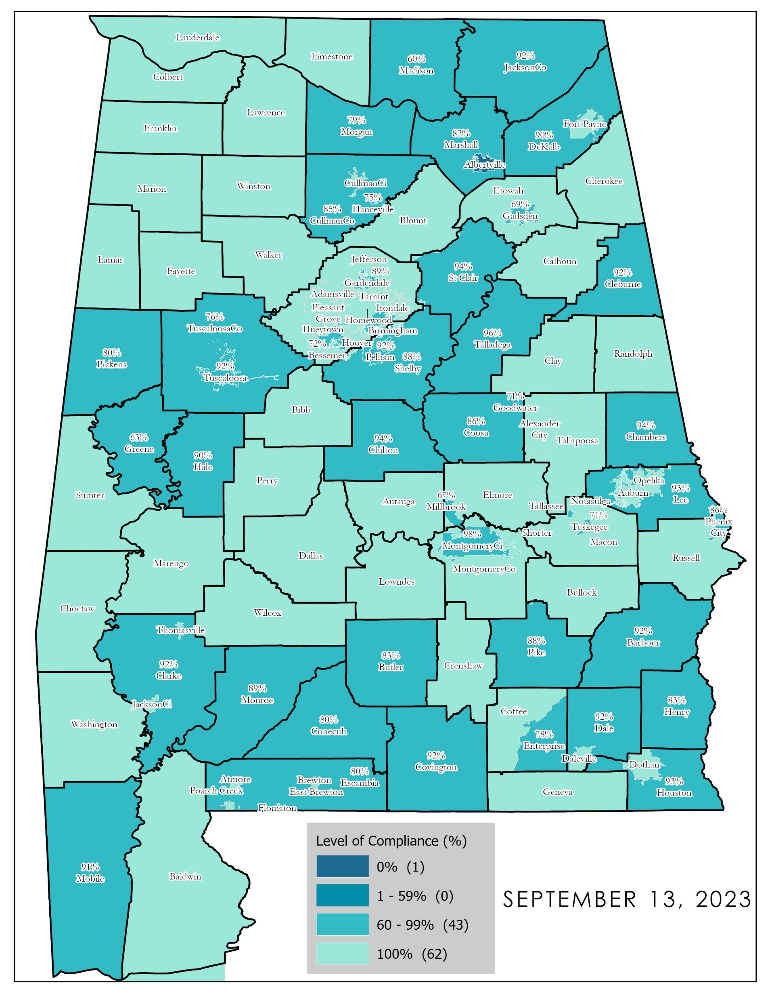 Lauderdale
Limestone
60%
Madison
92%
JacksonCo
Colbert
Lawrence
Franklin
79%
Morgan
82%
Marshall
Albertville
90%
DeKalb
Fort Payne
Cherokee
Marion
Winston
CullmanCi
75%
Hanceville
85%
CullmanCo
Blount
Etowah
69%
Gadsden
Lamar
Fayette
Walker
Jefferson
89%
Gardendale
Adamsville
Tarrant
Pleasant
Grove
Irondale
Homewood
Hueytown
Birmingham
72%
Bessemer
Hoover
92%
Pelham
88%
Shelby
94%
St Clair
Calhoun
92%
Cleburne
76%
TuscaloosaCo
92%
Tuscaloosa
80%
Pickens
96%
Talladega
Clay
Randolph
Bibb
71%
Goodwater
86%
Coosa
Alexander
City
Tallapoosa
94%
Chambers
63%
Greene
90%
Hale
94%
Chilton
Perry
Sumter
Autauga
67%
Millbrook
Elmore
Tallassee
Notasulga
Opelika
Auburn
93%
Lee
86%
Phenix
City
71%
Tuskegee
Macon
Shorter
98%
MontgomeryCi
MontgomeryCo
Russell
Marengo
Dallas
Lowndes
Bullock
Choctaw
Wilcox
Thomasville
92%
Clarke
JacksonCi
83%
Butler
Crenshaw
88%
Pike
92%
Barbour
89%
Monroe
80%
Conecuh
Washington
Coffee
78%
Enterprise
92%
Dale
Daleville
83%
Henry
92%
Covington
Dothan
93%
Houston
Geneva
Atmore
Poarch Creek
Brewton
East Brewton
80%
Escambia
Flomaton
91%
Mobile
Baldwin
Level of Compliance (%)
0% (1)
1 - 59% (0)
60 - 99% (43)
100% (62)
SEPTEMBER 13, 2023